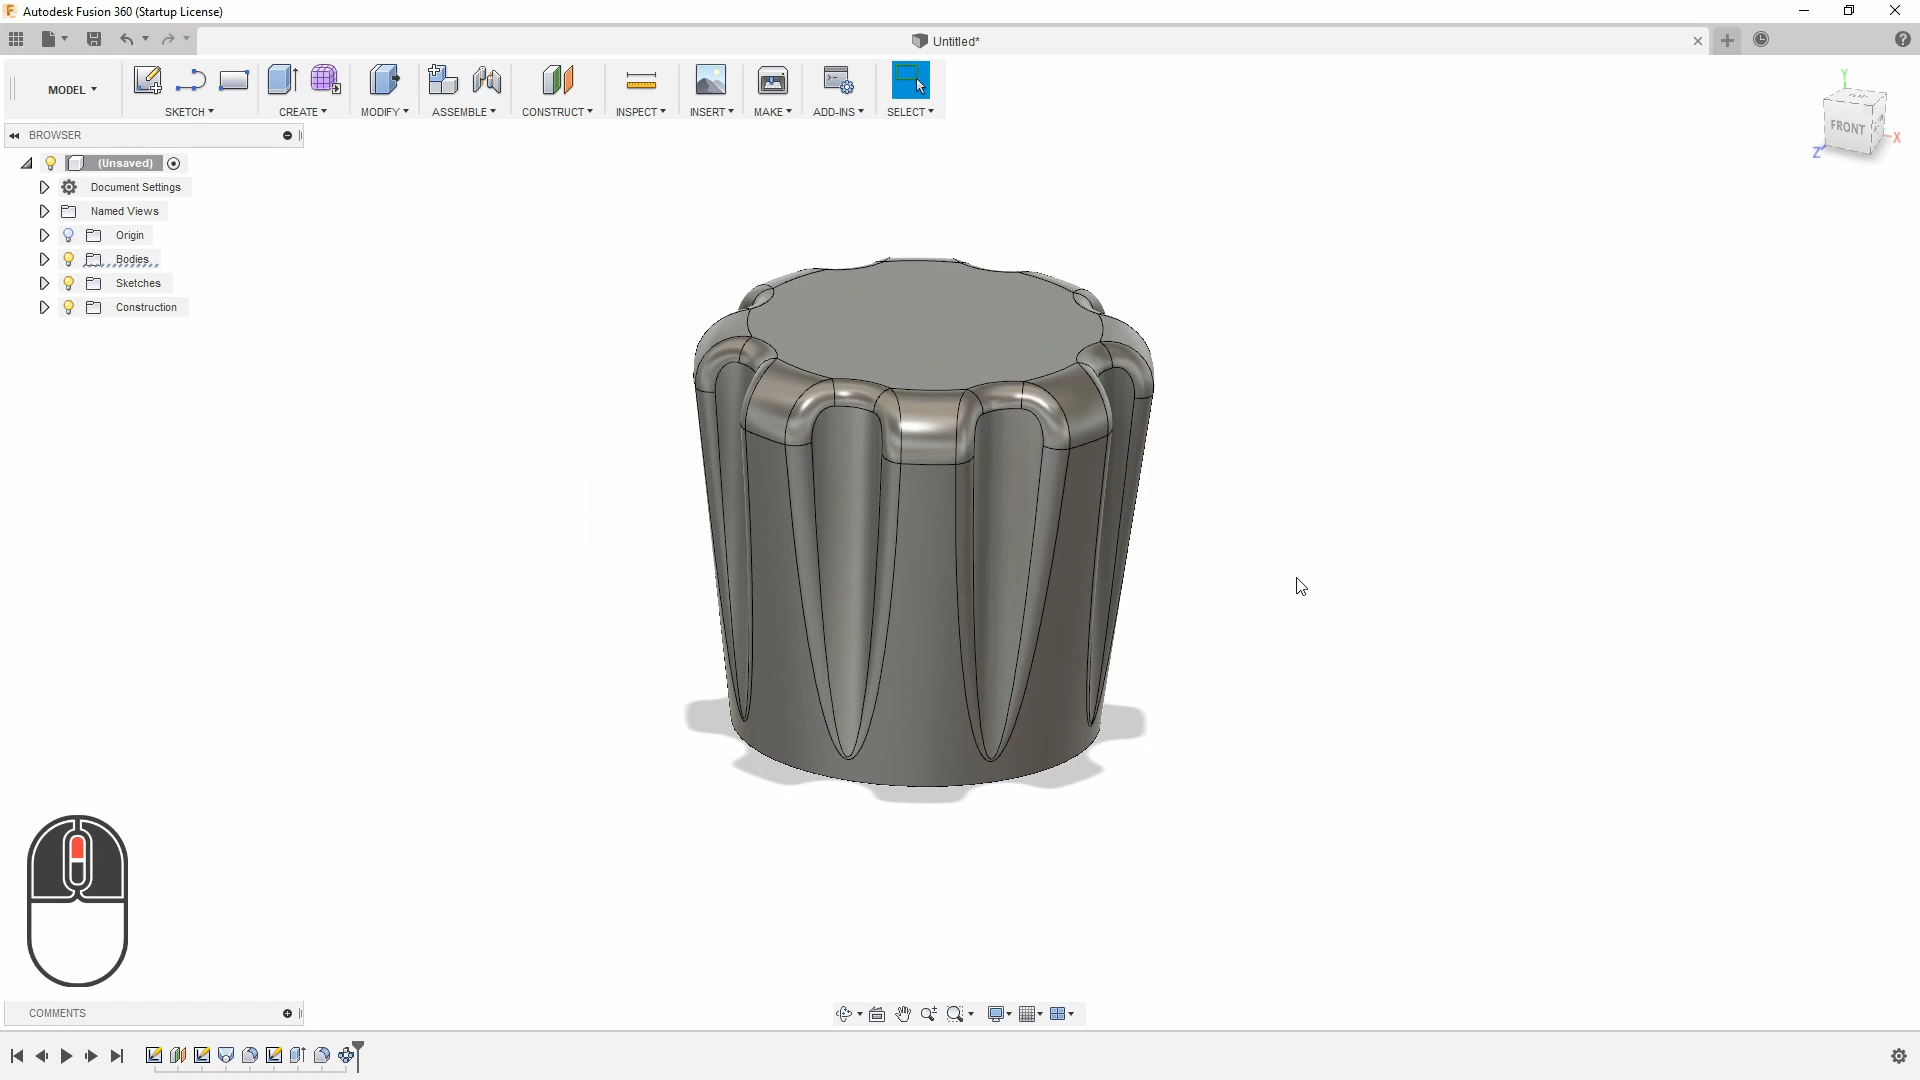 Autodesk Fusion 360 (Startup License)
Untitled*
MODEL
SKETCH
CREATE
MODIFY
ASSEMBLE
CONSTRUCT
INSPECT
INSERT
MAKE
ADD-INS
SELECT
BROWSER
(Unsaved)
Document Settings
Named Views
Origin
Bodies
Sketches
Construction
Y
FRONT
X
Z
COMMENTS